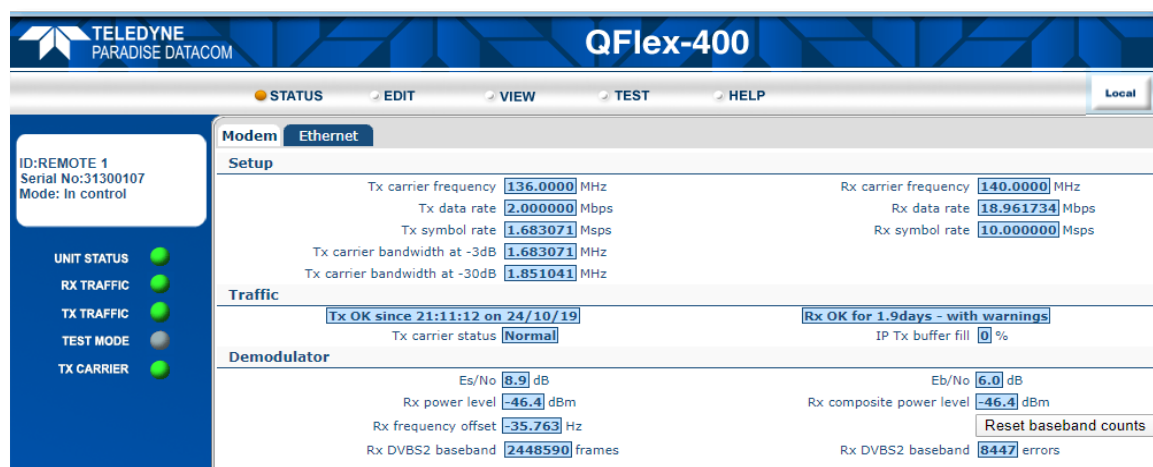 TELEDYNE
PARADISE DATACOM
QFlex-400
STATUS EDIT VIEW TEST HELP Local
ID:REMOTE 1
Serial No:31300107
Mode: In control
UNIT STATUS
RX TRAFFIC
TX TRAFFIC
TEST MODE
TX CARRIER
Modem Ethernet
Setup
Tx carrier frequency 136.0000 MHz Rx carrier frequency 140.0000 MHz
Tx data rate 2.000000 Mbps Rx data rate 18.961734 Mbps
Tx symbol rate 1.683071 Msps Rx symbol rate 10.000000 Msps
Tx carrier bandwidth at -3dB 1.683071 MHz
Tx carrier bandwidth at -30dB 1.851041 MHz
Traffic
Tx OK since 21:11:12 on 24/10/19 Rx OK for 1.9days - with warnings
Tx carrier status Normal IP Tx buffer fill 0 %
Demodulator
Es/No 8.9 dB Eb/No 6.0 dB
Rx power level -46.4 dBm Rx composite power level -46.4 dBm
Rx frequency offset -35.763 Hz Reset baseband counts
Rx DVBS2 baseband 2448590 frames Rx DVBS2 baseband 8447 errors